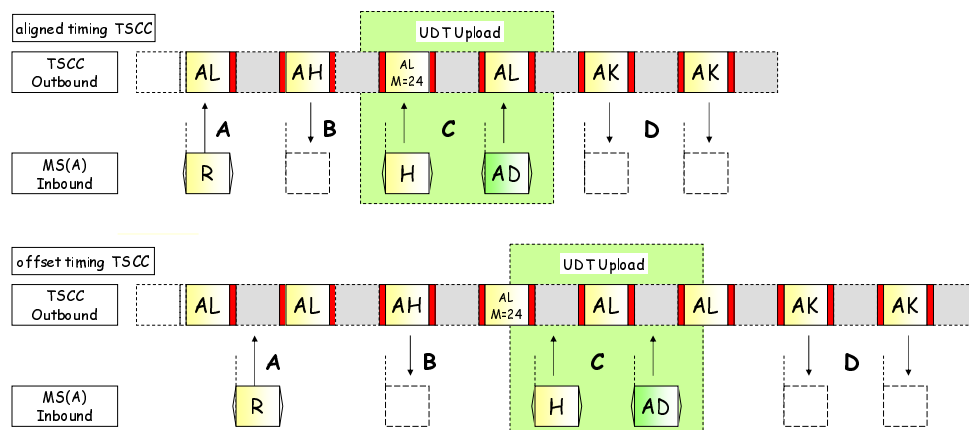 aligned timing TSCC
UDT Upload
TSCC
Outbound
AL
AH
AL
M=24
AL
AK
AK
A
B
C
D
MS(A)
Inbound
R
H
AD
offset timing TSCC
UDT Upload
TSCC
Outbound
AL
AL
AH
AL
M=24
AL
AL
AK
AK
A
B
C
D
MS(A)
Inbound
R
H
AD